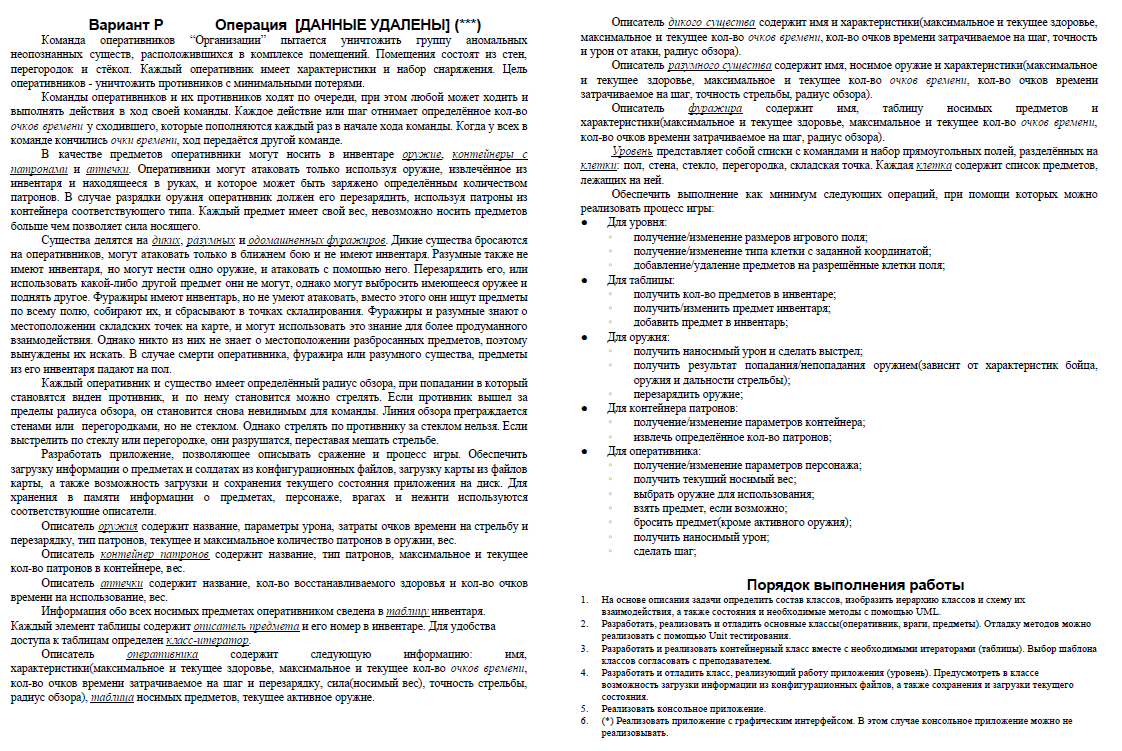 Вариант P Операция [ДАННЫЕ УДАЛЕНЫ] (***)
Команда оперативников “Организации” пытается уничтожить группу аномальных
неопознанных существ, расположившихся в комплексе помещений. Помещения состоят из стен,
перегородок и стёкол. Каждый оперативник имеет характеристики и набор снаряжения. Цель
оперативников - уничтожить противников с минимальными потерями.
Команды оперативников и их противников ходят по очереди, при этом любой может ходить и
выполнять действия в ход своей команды. Каждое действие или шаг отнимает определённое кол-во
очков времени у сходившего, которые пополняются каждый раз в начале хода команды. Когда у всех в
команде кончились очки времени, ход передаётся другой команде.
В качестве предметов оперативники могут носить в инвентаре оружие, контейнеры с
патронами и аптечки. Оперативники могут атаковать только используя оружие, извлечённое из
инвентаря и находящееся в руках, и которое может быть заряжено определённым количеством
патронов. В случае разрядки оружия оперативник должен его перезарядить, используя патроны из
контейнера соответствующего типа. Каждый предмет имеет свой вес, невозможно носить предметов
больше чем позволяет сила носящего.
Существа делятся на диких, разумных и одомашненных фуражиров. Дикие существа бросаются
на оперативников, могут атаковать только в ближнем бою и не имеют инвентаря. Разумные также не
имеют инвентаря, но могут нести одно оружие, и атаковать с помощью него. Перезарядить его, или
использовать какой-либо другой предмет они не могут, однако могут выбросить имеющееся оружее и
поднять другое. Фуражиры имеют инвентарь, но не умеют атаковать, вместо этого они ищут предметы
по всему полю, собирают их, и сбрасывают в точках складирования. Фуражиры и разумные знают о
местоположении складских точек на карте, и могут использовать это знание для более продуманного
взаимодействия. Однако никто из них не знает о местоположении разбросанных предметов, поэтому
вынуждены их искать. В случае смерти оперативника, фуражира или разумного существа, предметы
из его инвентаря падают на пол.
Каждый оперативник и существо имеет определённый радиус обзора, при попадании в который
становятся виден противник, и по нему становится можно стрелять. Если противник вышел за
пределы радиуса обзора, он становится снова невидимым для команды. Линия обзора преграждается
стенами или перегородками, но не стеклом. Однако стрелять по противнику за стеклом нельзя. Если
выстрелить по стеклу или перегородке, они разрушатся, переставая мешать стрельбе.
Разработать приложение, позволяющее описывать сражение и процесс игры. Обеспечить
загрузку информации о предметах и солдатах из конфигурационных файлов, загрузку карты из файлов
карты, а также возможность загрузки и сохранения текущего состояния приложения на диск. Для
хранения в памяти информации о предметах, персонаже, врагах и нежити используются
соответствующие описатели.
Описатель оружия содержит название, параметры урона, затраты очков времени на стрельбу и
перезарядку, тип патронов, текущее и максимальное количество патронов в оружии, вес.
Описатель контейнер патронов содержит название, тип патронов, максимальное и текущее
кол-во патронов в контейнере, вес.
Описатель аптечки содержит название, кол-во восстанавливаемого здоровья и кол-во очков
времени на использование, вес.
Информация обо всех носимых предметах оперативником сведена в таблицу инвентаря.
Каждый элемент таблицы содержит описатель предмета и его номер в инвентаре. Для удобства
доступа к таблицам определен класс-итератор.
Описатель оперативника содержит следующую информации: имя,
характеристики(максимальное и текущее здоровье, максимальное и текущее кол-во очков времени,
кол-во очков времени затрачиваемое на шаг и перезарядку, сила(носимый вес), точность стрельбы,
радиус обзора), таблица носимых предметов, текущее активное оружие.
Описатель дикого существа содержит имя и характеристики(максимальное и текущее здоровье,
максимальное и текущее кол-во очков времени, кол-во очков времени затрачиваемое на шаг, точность
и урон от атаки, радиус обзора).
Описатель разумного существа содержит имя, носимое оружие и характеристики(максимальное
и текущее здоровье, максимальное и текущее кол-во очков времени, кол-во очков времени
затрачиваемое на шаг, точность стрельбы, радиус обзора).
Описатель фуражира содержит имя, таблицу носимых предметов и
характеристики(максимальное и текущее здоровье, максимальное и текущее кол-во очков времени,
кол-во очков времени затрачиваемое на шаг, радиус обзора).
Уровень представляет собой списки с командами и набор прямоугольных полей, разделённых на
клетки: пол, стена, стекло, перегородка, складская точка. Каждая клетка содержит список предметов,
лежащих на ней.
Обеспечить выполнение как минимум следующих операций, при помощи которых можно
реализовать процесс игры:
● Для уровня:
◦ получение/изменение размеров игрового поля;
◦ получение/изменение типа клетки с заданной координатой;
◦ добавление/удаление предметов на разрешённые клетки поля;
● Для таблицы:
◦ получить кол-во предметов в инвентаре;
◦ получить/изменить предмет инвентаря;
◦ добавить предмет в инвентарь;
● Для оружия:
◦ получить наносимый урон и сделать выстрел;
◦ получить результат попадания/непопадания оружием(зависит от характеристик бойца,
оружия и дальности стрельбы);
◦ перезарядить оружие;
● Для контейнера патронов:
◦ получение/изменение параметров контейнера;
◦ извлечь определённое кол-во патронов;
● Для оперативника:
◦ получение/изменение параметров персонажа;
◦ получить текущий носимый вес;
◦ выбрать оружие для использования;
◦ взять предмет, если возможно;
◦ бросить предмет(кроме активного оружия);
◦ получить наносимый урон;
◦ сделать шаг;
Порядок выполнения работы
1. На основе описания задачи определить состав классов, изобразить иерархию классов и схему их
взаимодействия, а также состояния и необходимые методы с помощью UML.
2. Разработать, реализовать и отладить основные классы(оперативник, враги, предметы). Отладку методов можно
реализовать с помощью Unit тестирования.
3. Разработать и реализовать контейнерный класс вместе с необходимыми итераторами (таблицы). Выбор шаблона
классов согласовать с преподавателем.
4. Разработать и отладить класс, реализующий работу приложения (уровень). Предусмотреть в классе
возможность загрузки информации из конфигурационных файлов, а также сохранения и загрузки текущего
состояния.
5. Реализовать консольное приложение.
6. (*) Реализовать приложение с графическим интерфейсом. В этом случае консольное приложение можно не
реализовывать.